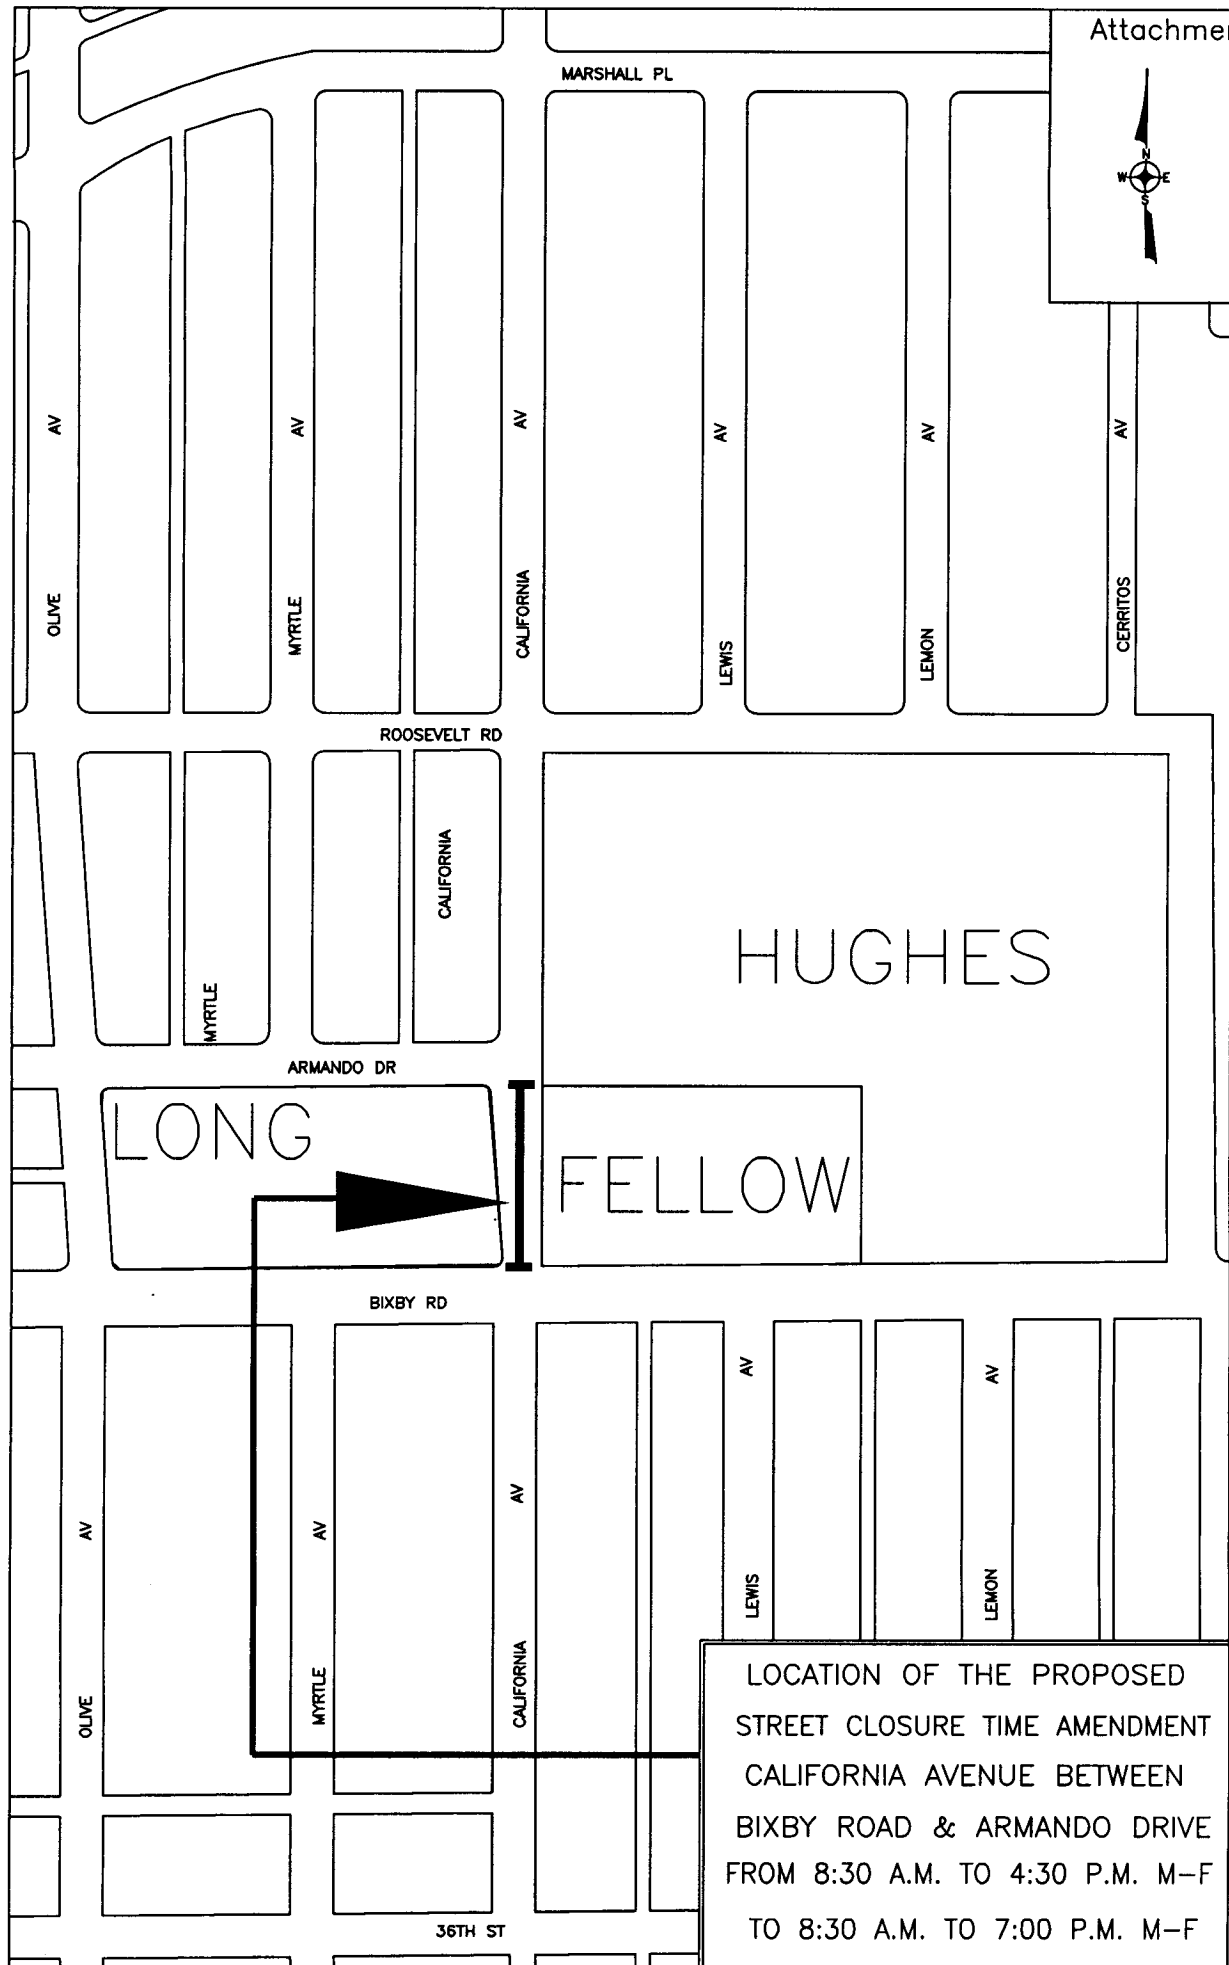 Attachmen
MARSHALL PL
N
W E
S
AV
AV
AV
AV
AV
AV
OLIVE
MYRTLE
CALIFORNIA
LEWIS
LEMON
CERRITOS
ROOSEVELT RD
CALIFORNIA
HUGHES
MYRTLE
ARMANDO DR
LONG
FELLOW
BIXBY RD
AV
AV
AV
AV
AV
LEWIS
LEMON
OLIVE
MYRTLE
CALIFORNIA
36TH ST
LOCATION OF THE PROPOSED
STREET CLOSURE TIME AMENDMENT
CALIFORNIA AVENUE BETWEEN
BIXBY ROAD & ARMANDO DRIVE
FROM 8:30 A.M. TO 4:30 P.M. M-F
TO 8:30 A.M. TO 7:00 P.M. M-F